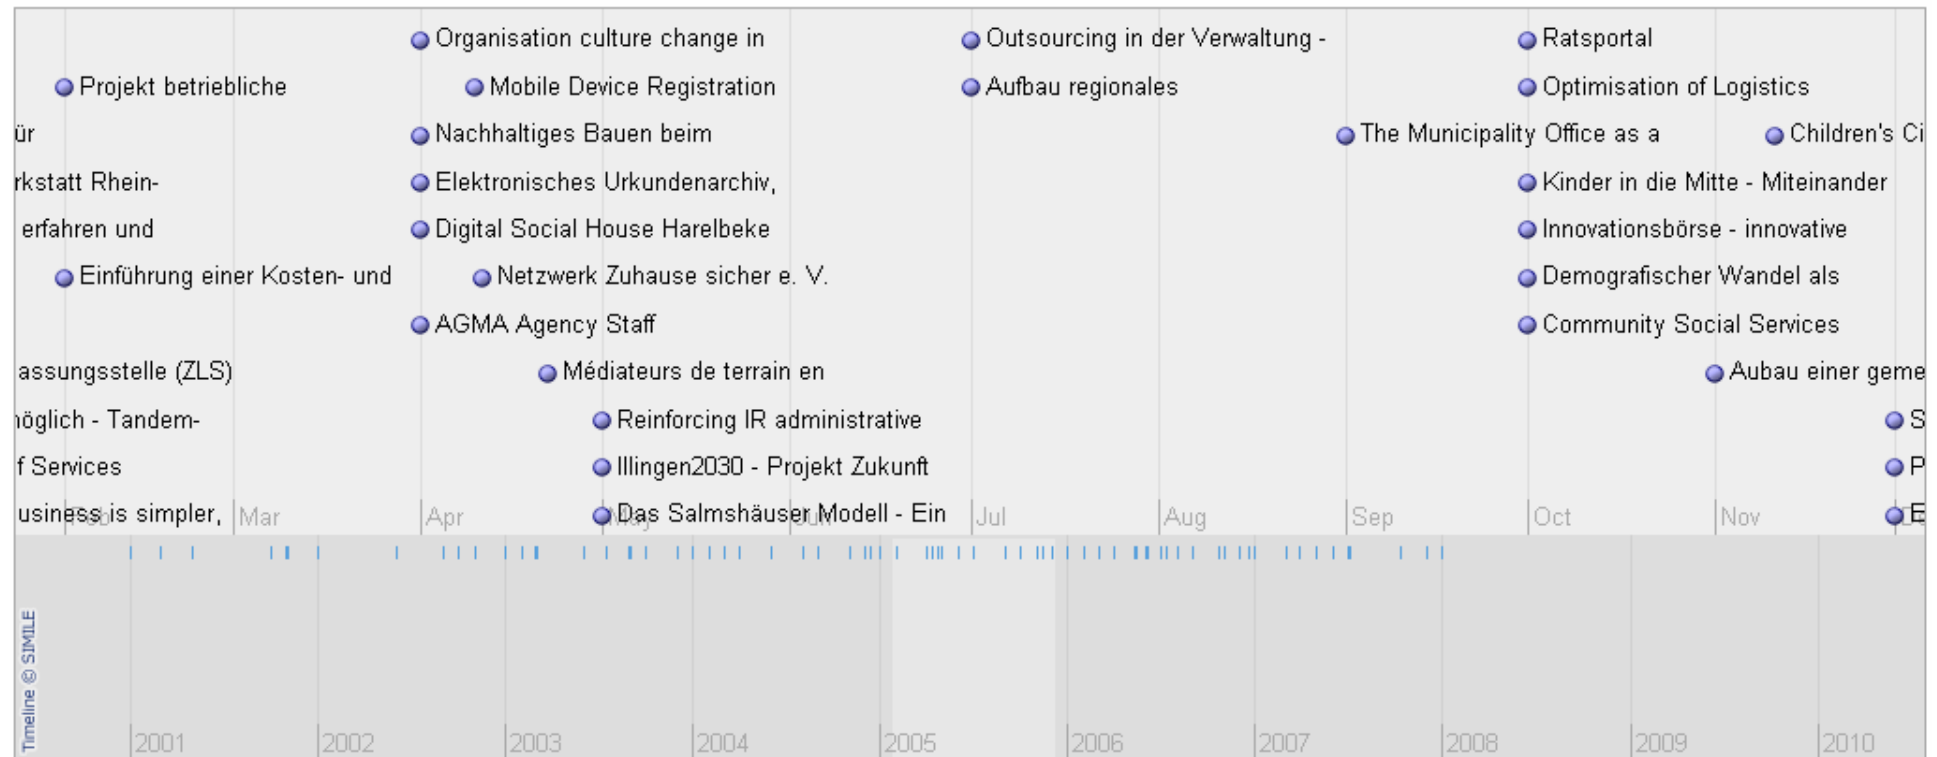 Organisation culture change in
Outsourcing in der Verwaltung -
Ratsportal
Projekt betriebliche
Mobile Device Registration
Aufbau regionales
Optimisation of Logistics
ür
Nachhaltiges Bauen beim
The Municipality Office as a
Children's Ci
rkstatt Rhein-
Elektronisches Urkundenarchiv,
Kinder in die Mitte - Miteinander
erfahren und
Digital Social House Harelbeke
Innovationsbörse - innovative
Einführung einer Kosten- und
Netzwerk Zuhause sicher e. V.
Demografischer Wandel als
AGMA Agency Staff
Community Social Services
assungsstelle (ZLS)
Médiateurs de terrain en
Aubau einer geme
nöglich - Tandem-
Reinforcing IR administrative
S
f Services
Illingen2030 - Projekt Zukunft
P
usiness is simpler,
Das Salmshäuser Modell - Ein
E
Feb
Mar
Apr
May
Jun
Jul
Aug
Sep
Oct
Nov
Timeline © SIMILE
2001
2002
2003
2004
2005
2006
2007
2008
2009
2010